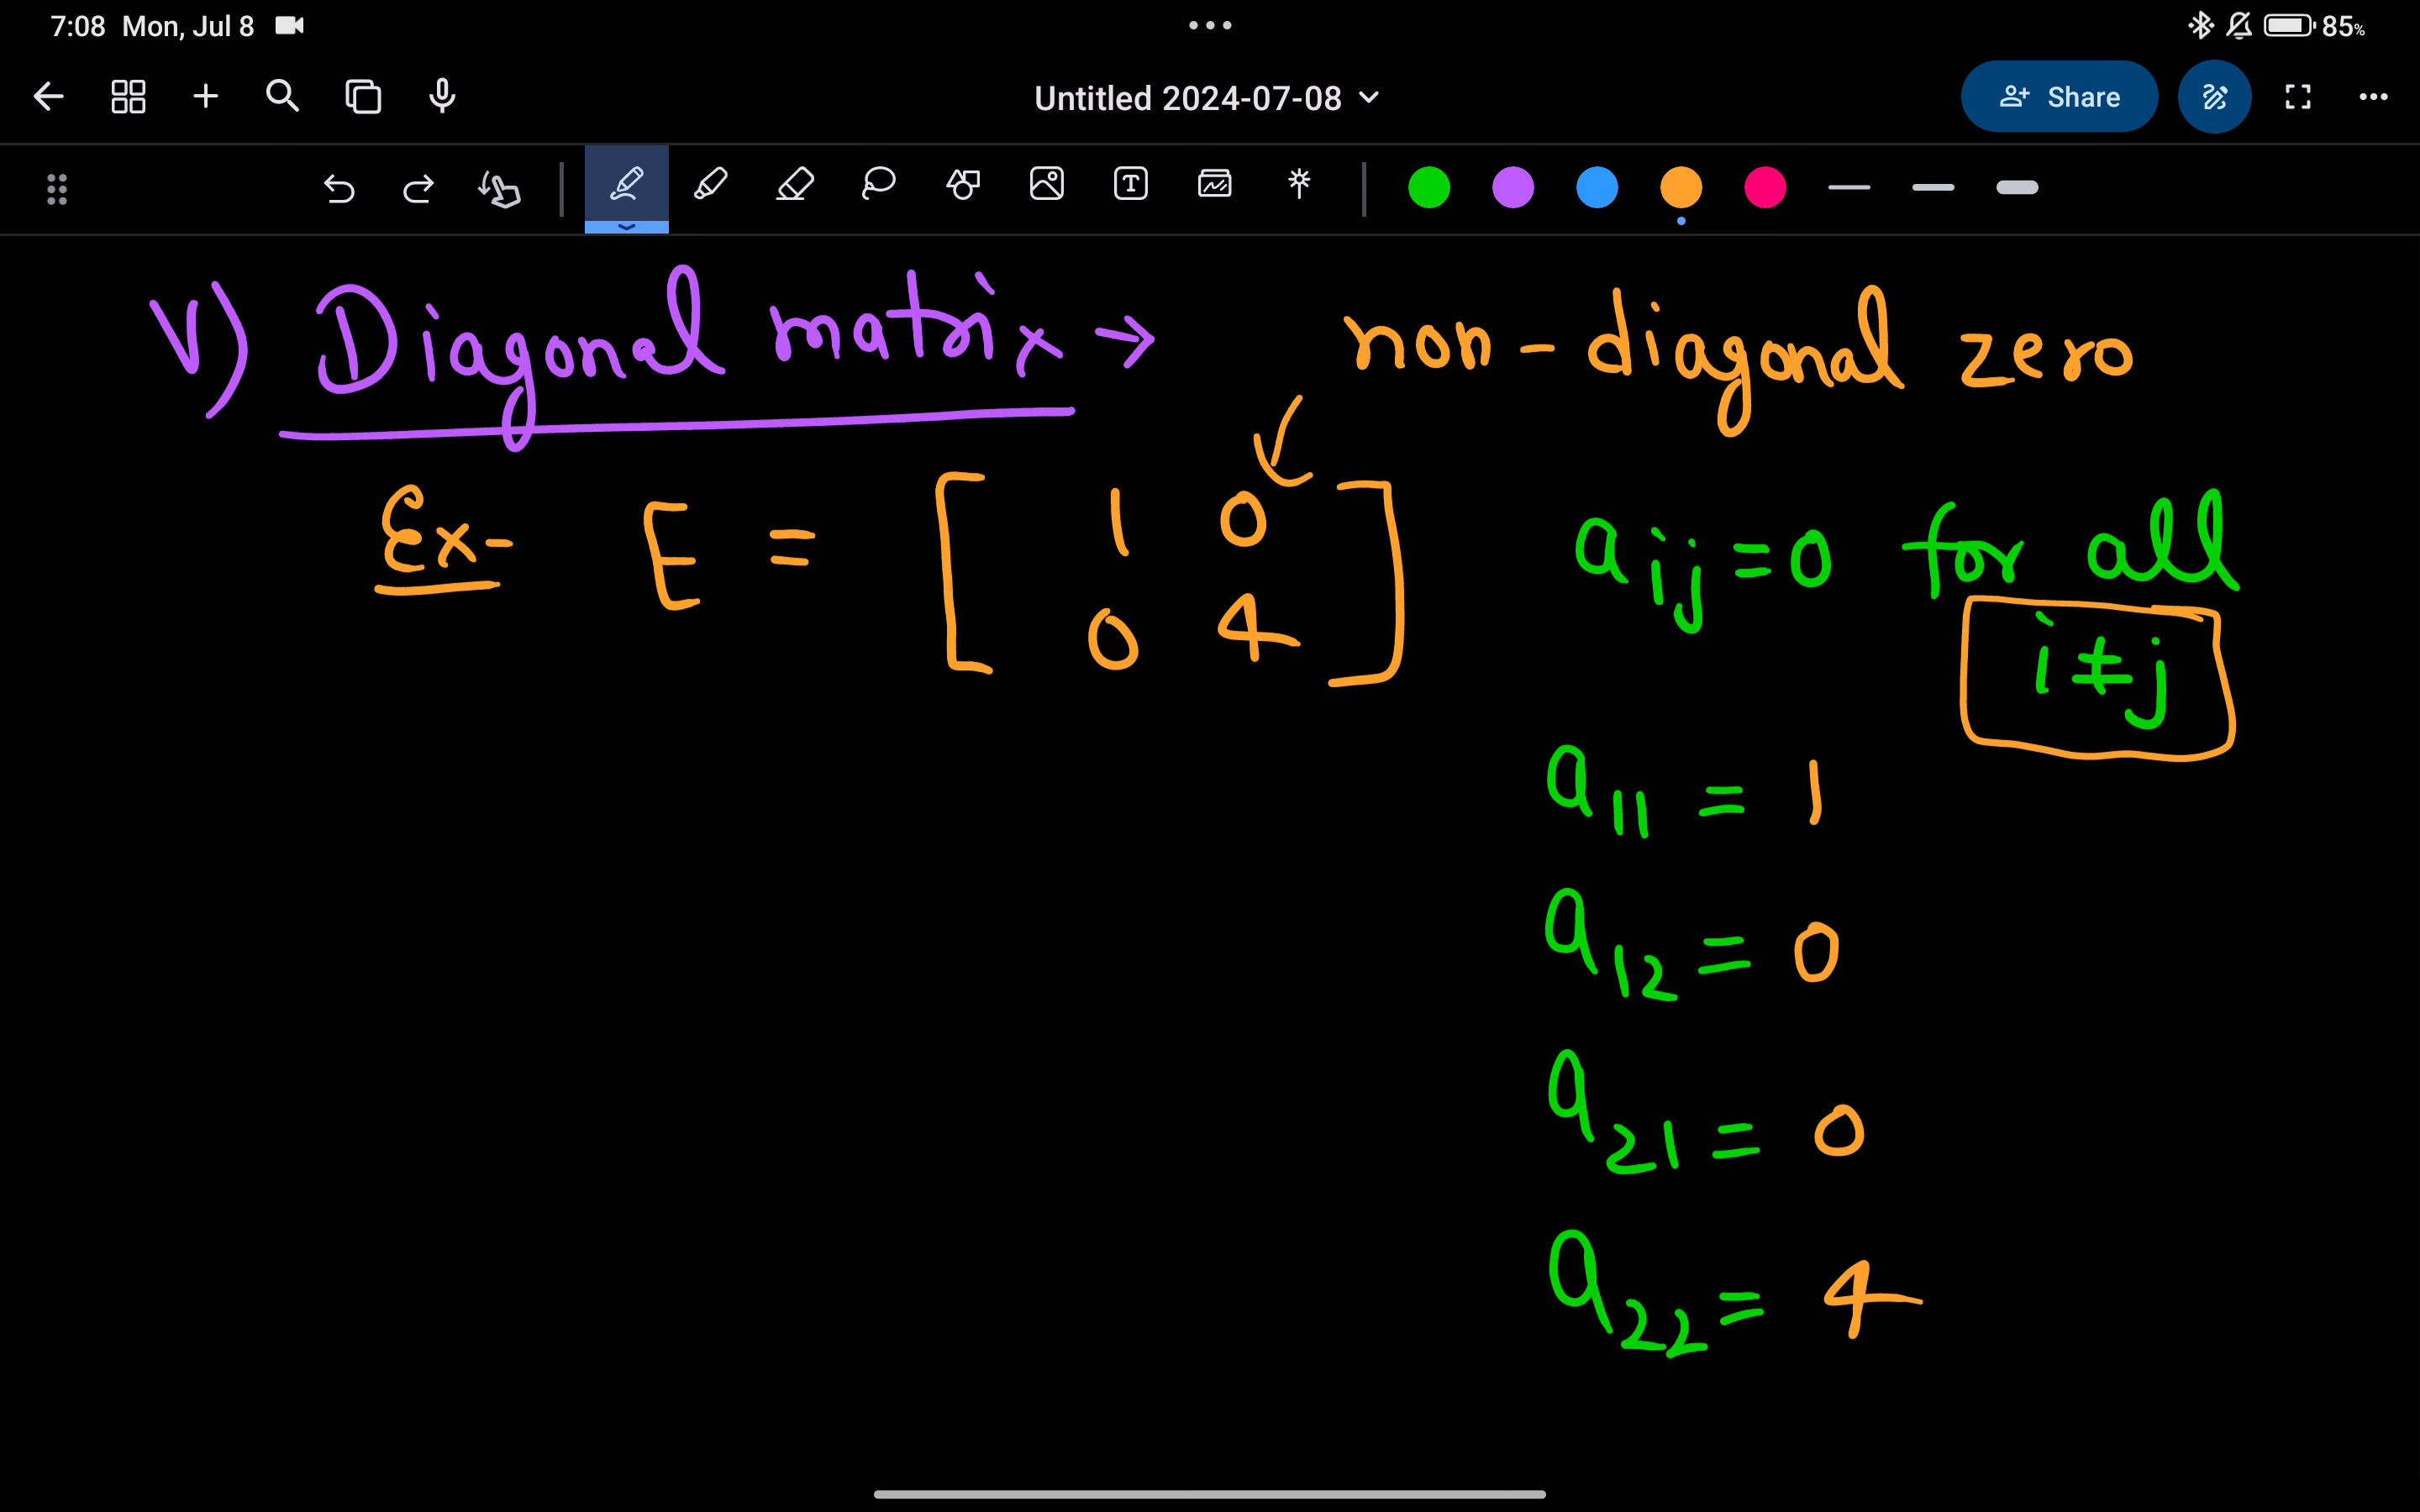 7:08 Mon, Jul 8 85%
Untitled 2024-07-08 Share
V) Diagonal matrix → non-diagonal zero
Ex- E = [ 1 0
0 4 ]
aij=0 for all
i≠j
a11 = 1
a12 = 0
a21 = 0
a22 = 4